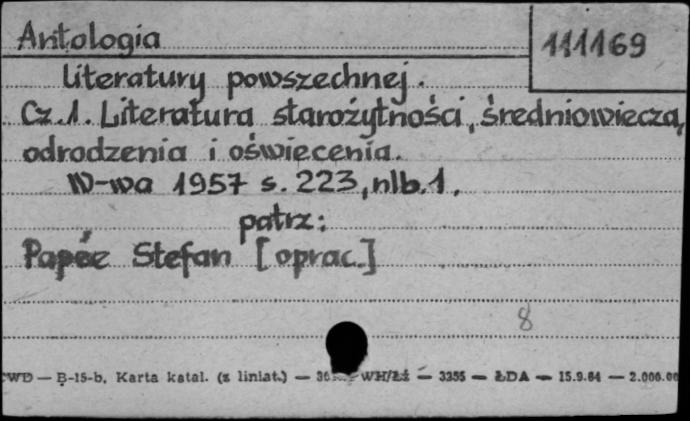 Antologia
111169
literatury powszechnej.
Cz.1. Literatura starożytności, średniowiecza,
odrodzenia i oświecenia.
W-wa 1957 s. 223, nlb.1.
patrz:
Papée Stefan [oprac.]
8
CWD — B-15-b, Karta katal. (z liniat.) — WH/Łż — 3355 — ŁDA — 15.9.64 — 2.000.00